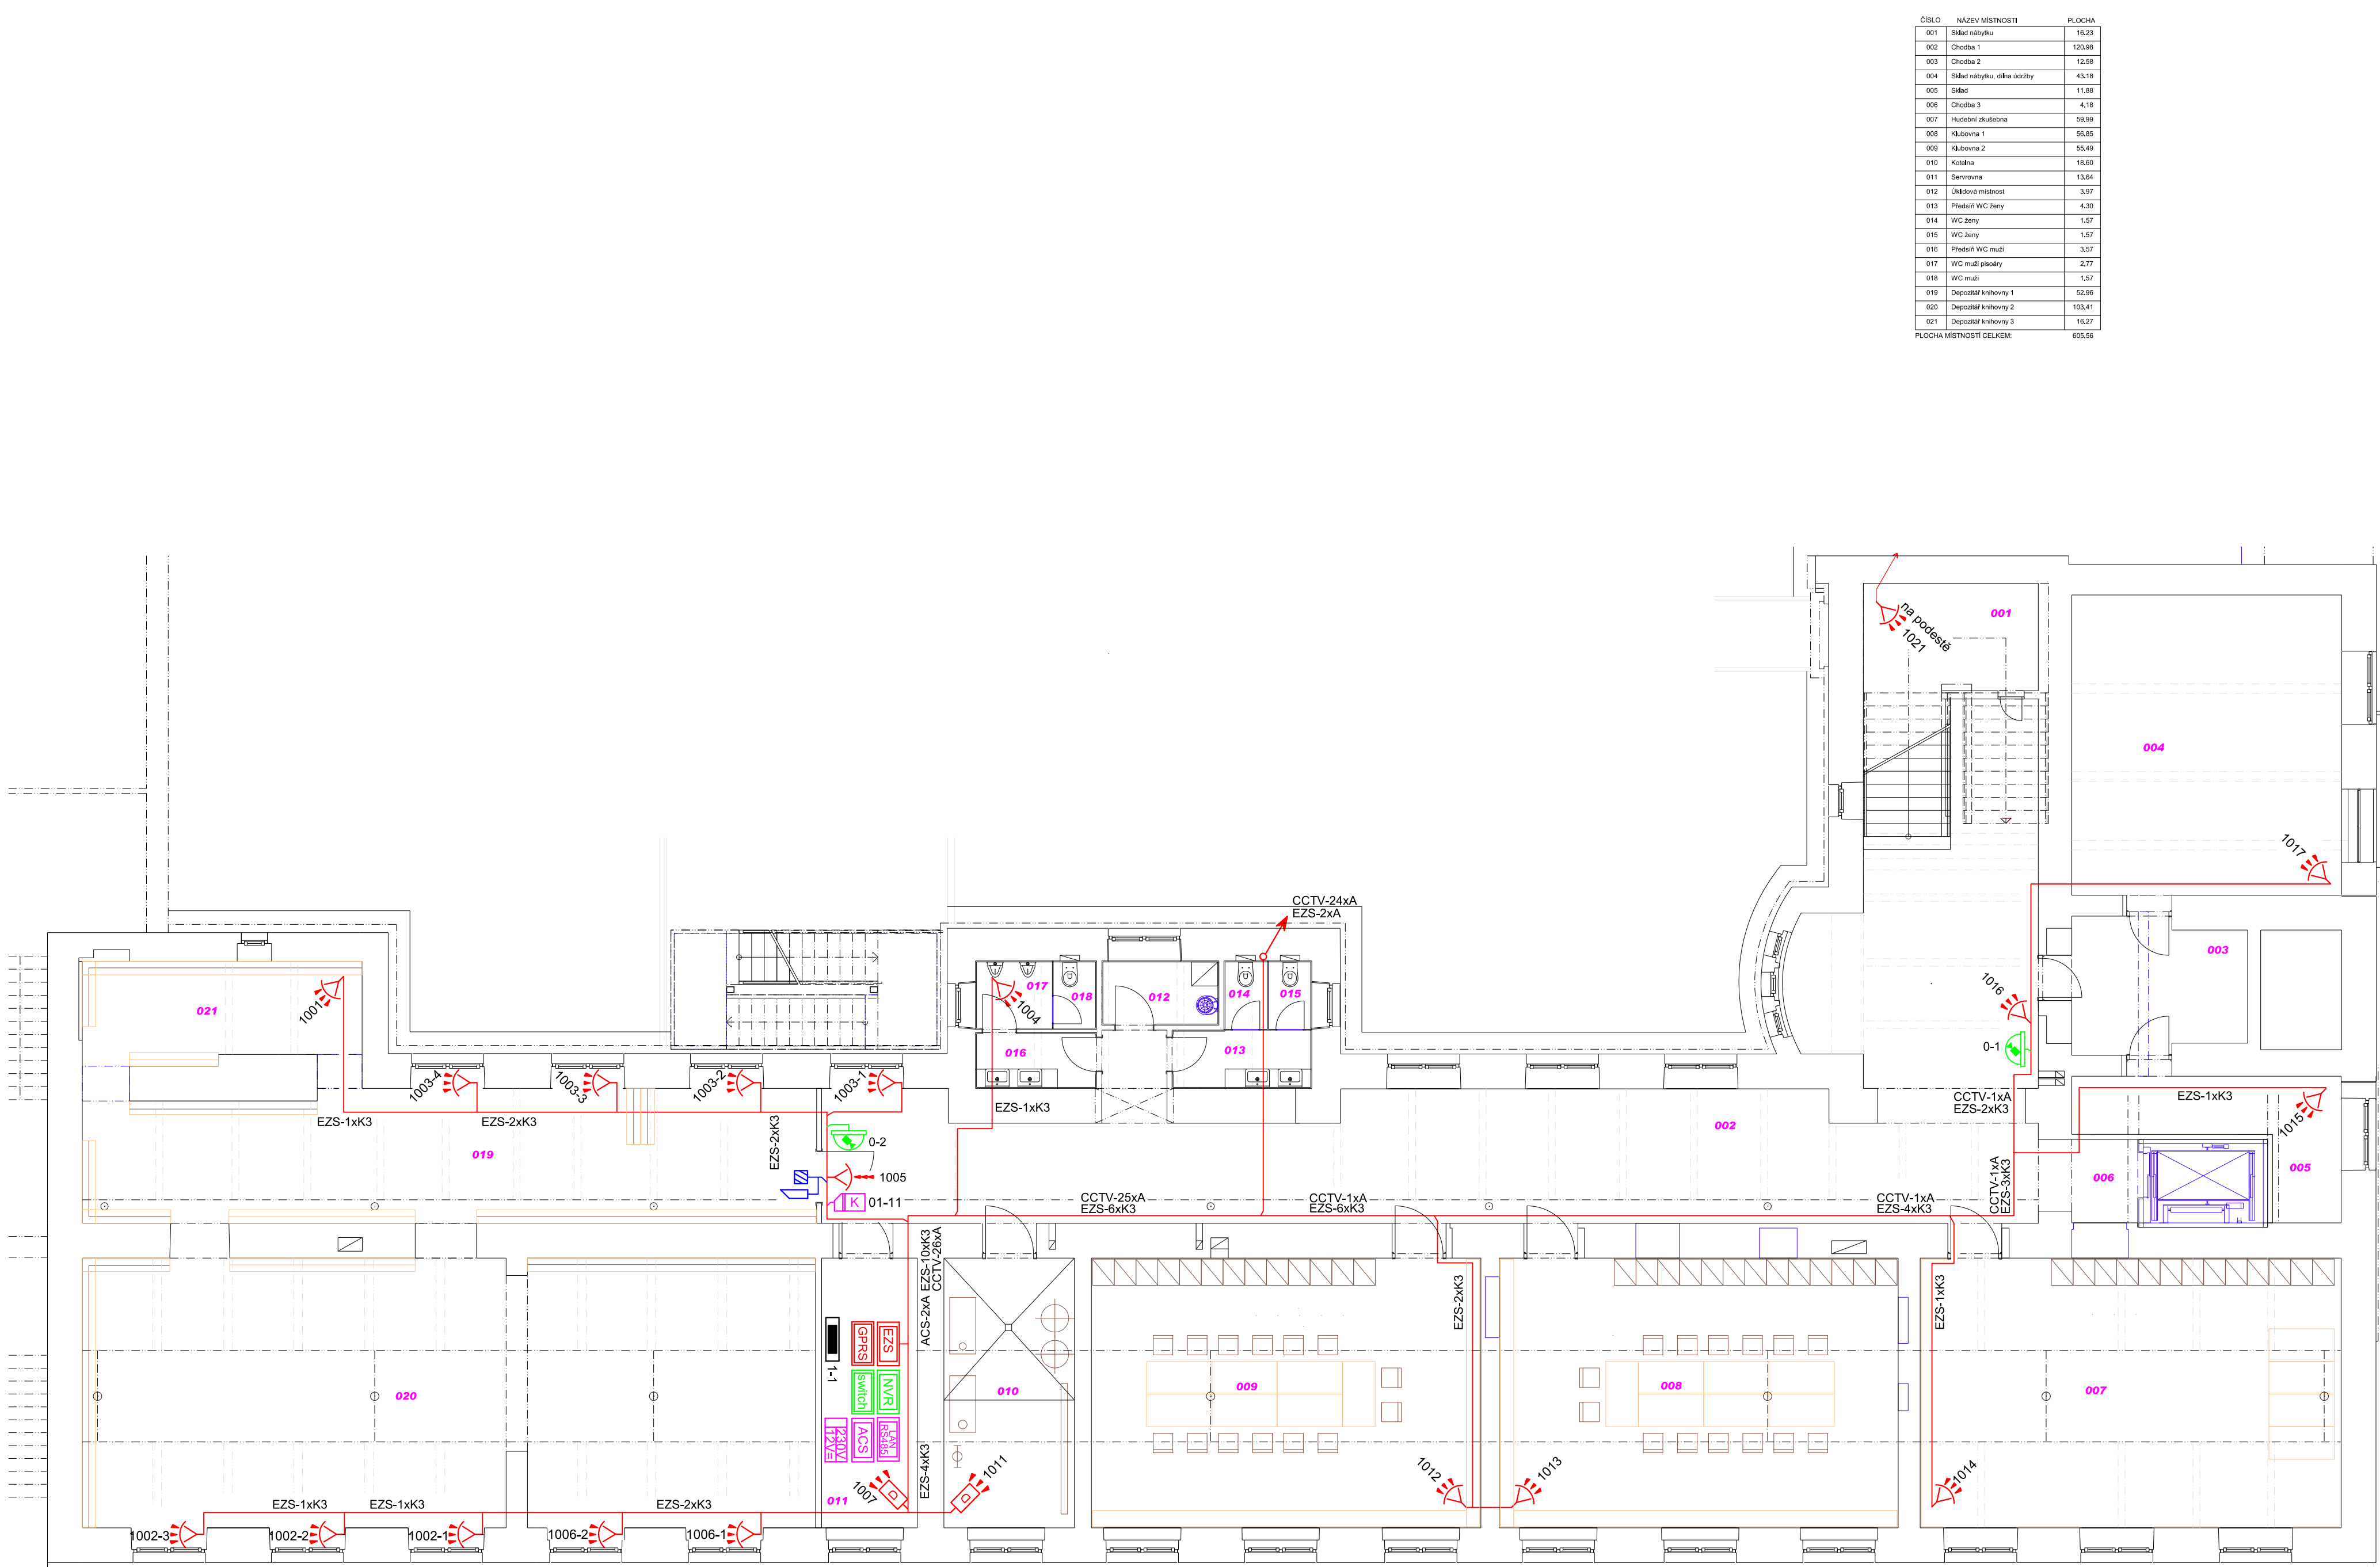 ČÍSLO NÁZEV MÍSTNOSTI PLOCHA
001 Sklad nábytku 16,23
002 Chodba 1 120,98
003 Chodba 2 12,58
004 Sklad nábytku, dílna údržby 43,18
005 Sklad 11,88
006 Chodba 3 4,18
007 Hudební zkušebna 59,99
008 Klubovna 1 56,85
009 Klubovna 2 55,49
010 Kotelna 18,60
011 Servrovna 13,64
012 Úklidová místnost 3,97
013 Předsíň WC ženy 4,30
014 WC ženy 1,57
015 WC ženy 1,57
016 Předsíň WC muži 3,57
017 WC muži pisoáry 2,77
018 WC muži 1,57
019 Depozitář knihovny 1 52,96
020 Depozitář knihovny 2 103,41
021 Depozitář knihovny 3 16,27
PLOCHA MÍSTNOSTÍ CELKEM: 605,56
001
na podestě
1021
004
1017
CCTV-24xA
EZS-2xA
003
1016
0-1
021
1001
017
018
012
014
015
1004
016
013
1003-4
1003-3
1003-2
1003-1
EZS-1xK3
EZS-2xK3
EZS-2xK3
EZS-1xK3
CCTV-1xA
EZS-2xK3
EZS-1xK3
1015
002
019
0-2
1005
01-11
K
CCTV-25xA
EZS-6xK3
CCTV-1xA
EZS-6xK3
CCTV-1xA
EZS-4xK3
CCTV-1xA
EZS-3xK3
006
005
ACS-2xA EZS-10xK3
CCTV-26xA
EZS-2xK3
EZS-1xK3
1-1
GPRS
EZS
switch
NVR
230V
12V=
ACS
LAN
RS485
020
010
009
008
007
EZS-4xK3
1007
1011
011
1012
1013
1014
EZS-1xK3
EZS-1xK3
EZS-2xK3
1002-3
1002-2
1002-1
1006-2
1006-1
D
D